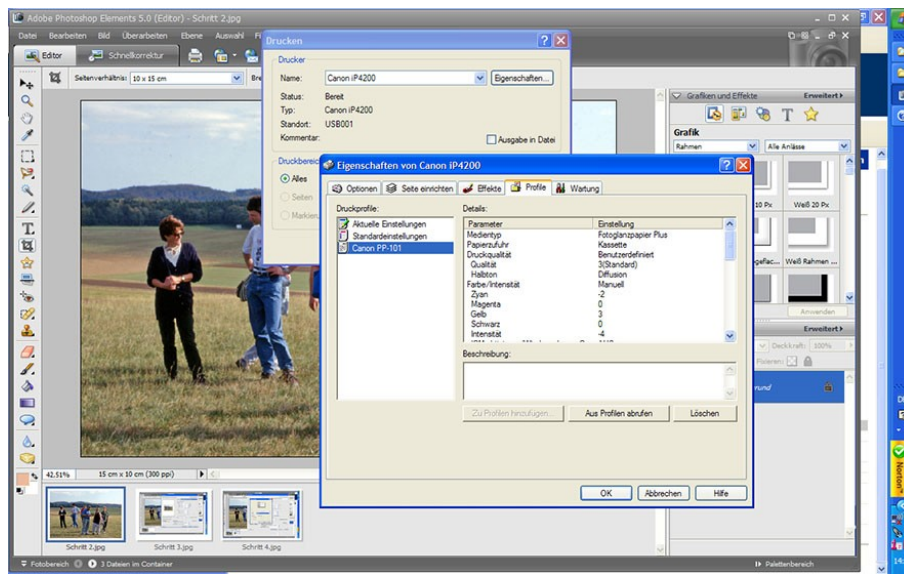 Adobe Photoshop Elements 5.0 (Editor) - Schritt 2.jpg
Datei Bearbeiten Bild Überarbeiten Ebene Auswahl
Editor
Schnellkorrektur
Seitenverhältnis: 10 x 15 cm
Drucken
Drucker
Name: Canon iP4200
Eigenschaften...
Status: Bereit
Typ: Canon iP4200
Standort: USB001
Kommentar:
Ausgabe in Datei
Alles
Seiten
Eigenschaften von Canon iP4200
Optionen Seite einrichten Effekte Profile Wartung
Druckprofile:
Aktuelle Einstellungen
Standardeinstellungen
Canon PP-101
Details:
Parameter Einstellung
Medientyp Fotoglanzpapier Plus
Papierzufuhr Kassette
Druckqualität Benutzerdefiniert
Qualität 3(Standard)
Halbton Diffusion
Farbe/Intensität Manuell
Zyan -2
Magenta 0
Gelb 3
Schwarz 0
Intensität -4
Beschreibung:
Zu Profilen hinzufügen...
Aus Profilen abrufen
Löschen
OK
Abbrechen
Hilfe
Grafiken und Effekte Erweitert
Grafik
Rahmen Alle Anlässe
10 Px Weiß 20 Px
Weiß Rahmen ...
Anwenden
Erweitert
Deckkraft: 100%
Fixieren:
42.51% 15 cm x 10 cm (300 ppi)
Schritt 2.jpg Schritt 3.jpg Schritt 4.jpg
Fotobereich 3 Dateien im Container
Palettenbereich
Norton